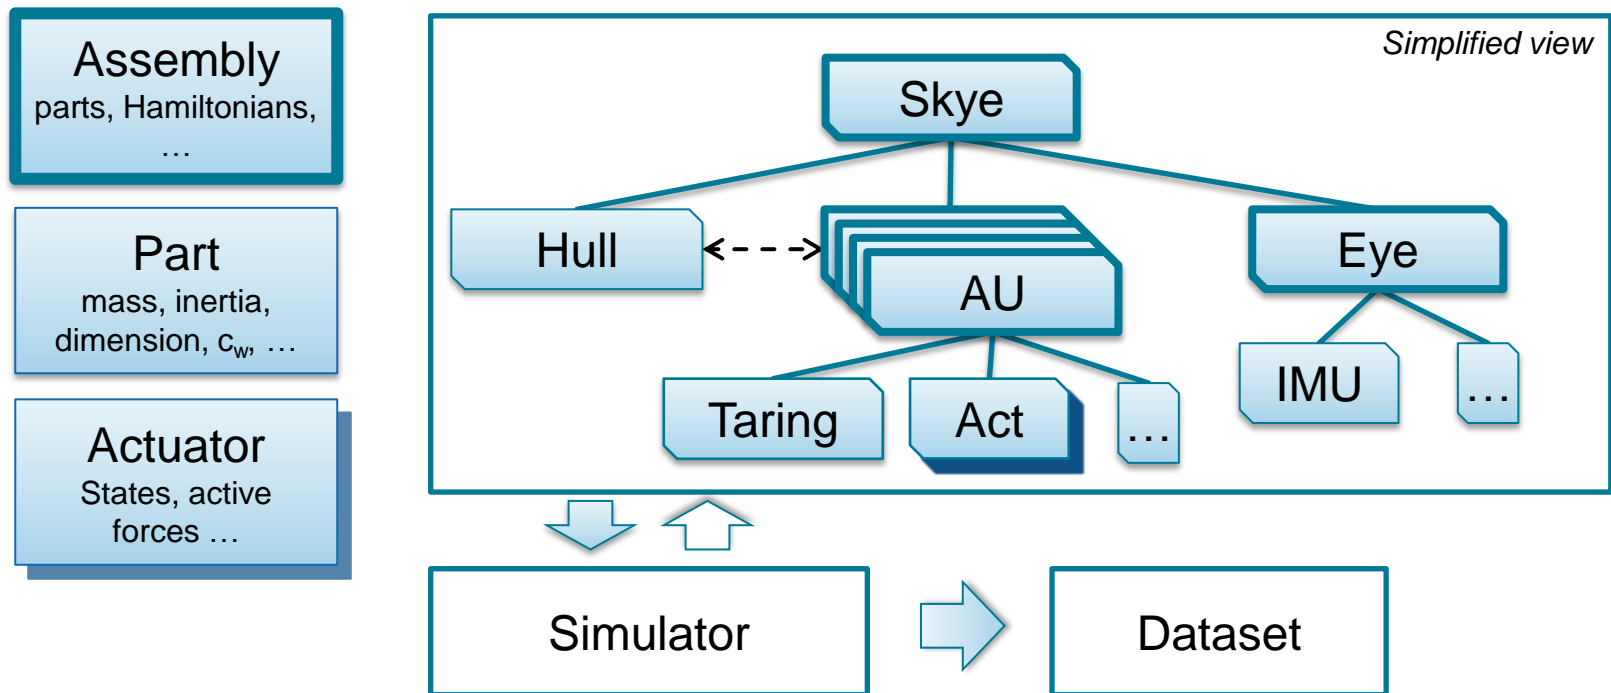 Assembly
parts, Hamiltonians,
…
Part
mass, inertia,
dimension, cw, …
Actuator
States, active
forces …
Simplified view
Skye
Hull
AU
Eye
Taring
Act
…
IMU
…
Simulator
Dataset